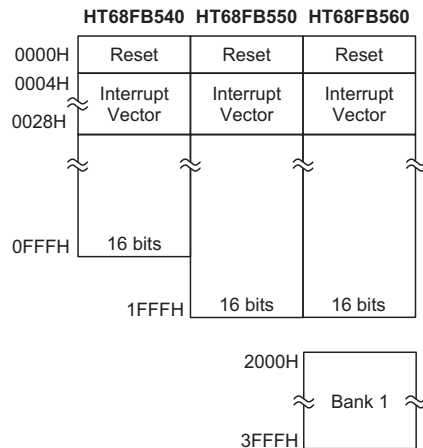 HT68FB540 HT68FB550 HT68FB560
0000H Reset Reset Reset
0004H
Interrupt Vector Interrupt Vector Interrupt Vector
0028H
0FFFH 16 bits
1FFFH 16 bits 16 bits
2000H
Bank 1
3FFFH